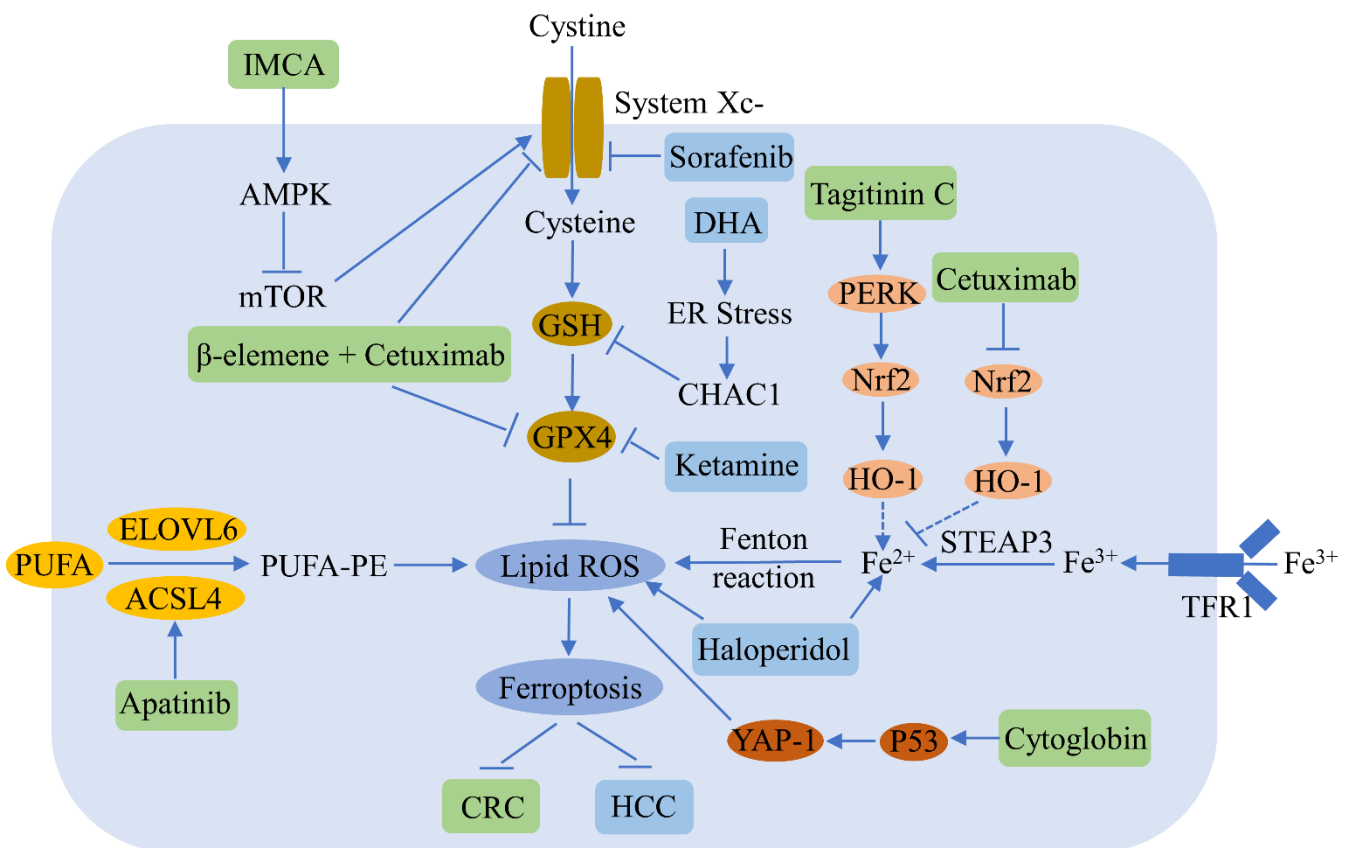 Cystine
IMCA
System Xc-
Sorafenib
AMPK
Tagitinin C
Cysteine
DHA
mTOR
PERK
Cetuximab
GSH
ER Stress
β-elemene + Cetuximab
Nrf2
Nrf2
CHAC1
GPX4
Ketamine
HO-1
HO-1
ELOVL6
PUFA
PUFA-PE
Lipid ROS
Fenton
reaction
Fe²⁺
STEAP3
Fe³⁺
Fe³⁺
ACSL4
TFR1
Haloperidol
Ferroptosis
Apatinib
YAP-1
P53
Cytoglobin
CRC
HCC